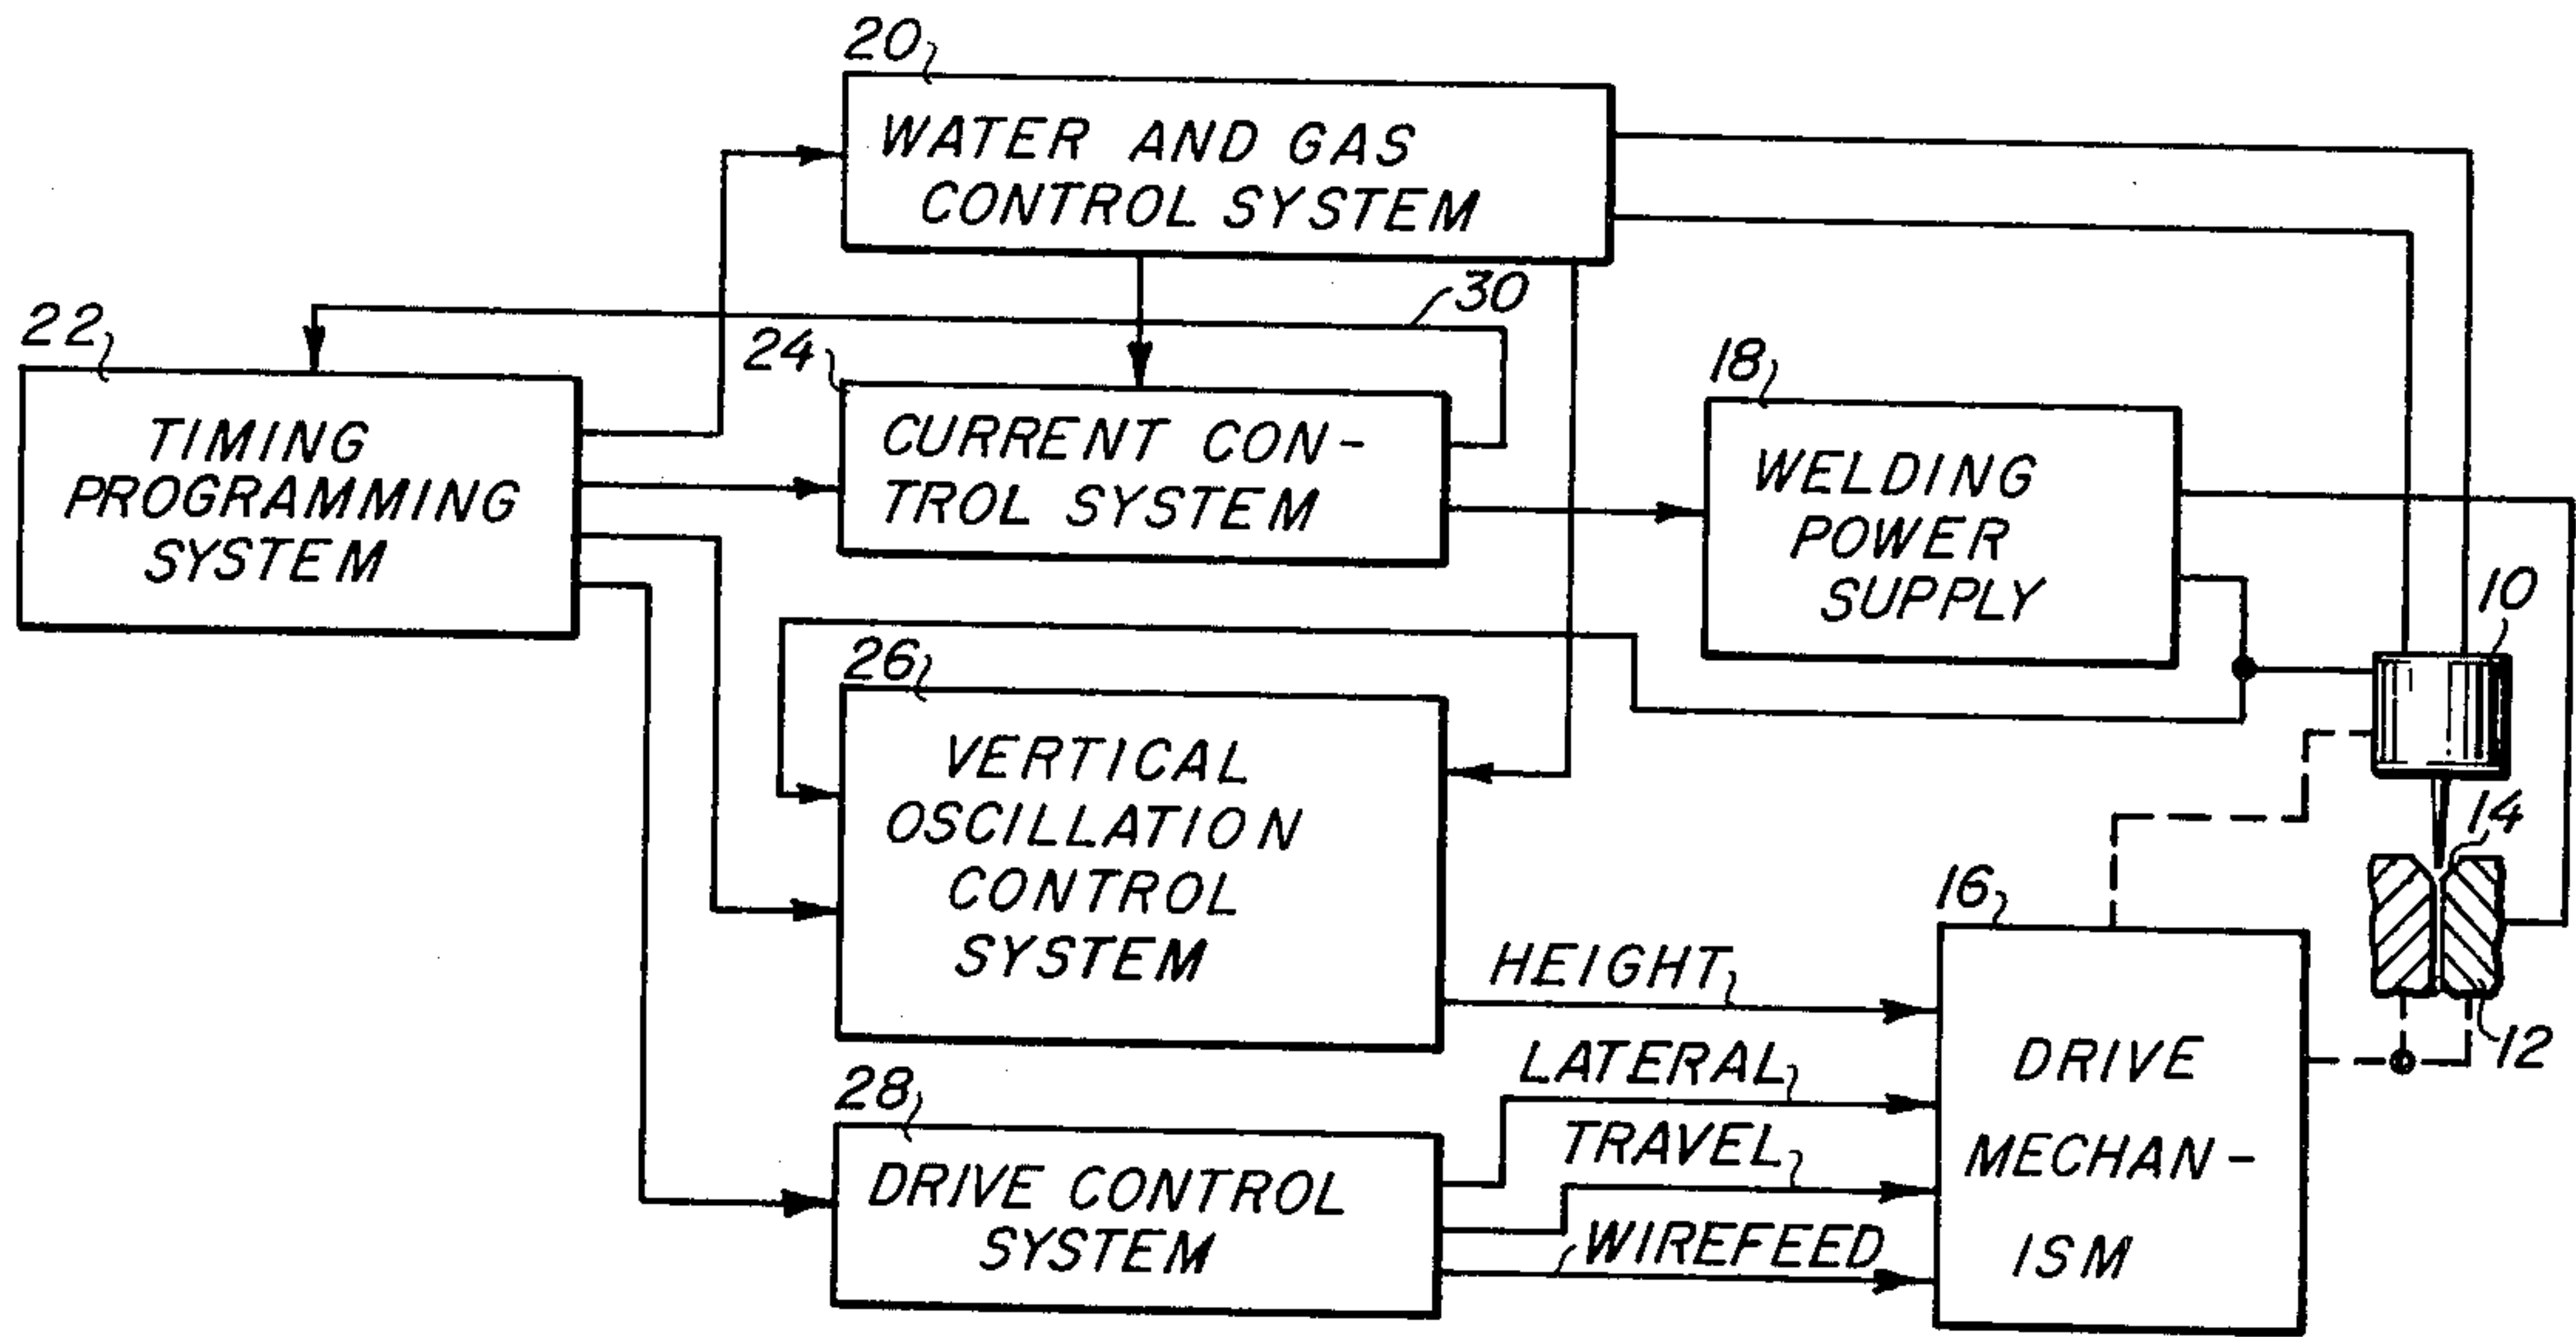 20
WATER AND GAS
CONTROL SYSTEM
30
22
TIMING
PROGRAMMING
SYSTEM
24
CURRENT CON-
TROL SYSTEM
18
WELDING
POWER
SUPPLY
10
26
VERTICAL
OSCILLATION
CONTROL
SYSTEM
14
12
HEIGHT
LATERAL
TRAVEL
WIREFEED
16
DRIVE
MECHAN-
ISM
28
DRIVE CONTROL
SYSTEM